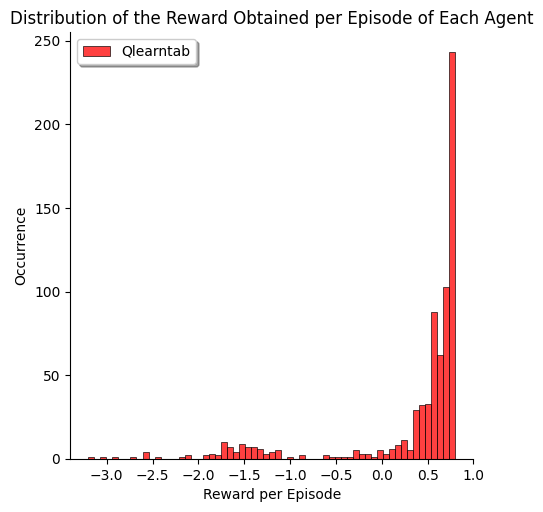 Distribution of the Reward Obtained per Episode of Each Agent
Qlearntab
250
200
150
100
50
0
Occurrence
−3.0 −2.5 −2.0 −1.5 −1.0 −0.5 0.0 0.5 1.0
Reward per Episode